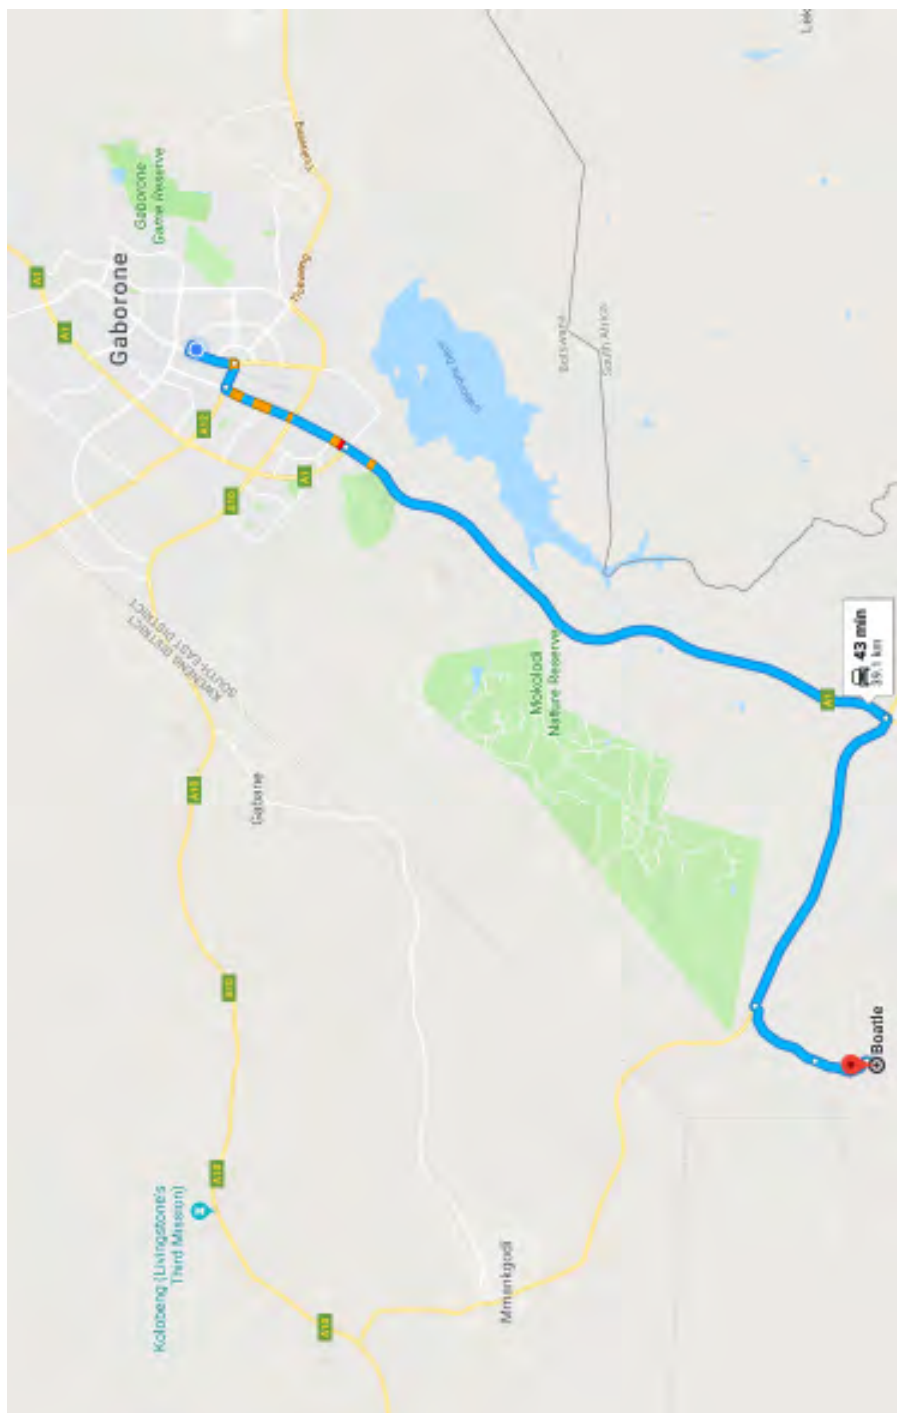 Lek
Tlokweng
Gaborone
Game Reserve
A1
A1
Gaborone
Tlokweng
Gaborone Dam
Botswana
South Africa
A12
A10
A1
KWENENG DISTRICT
SOUTH-EAST DISTRICT
Mokolodi
Nature Reserve
43 min
39.1 km
A1
A10
Gabane
A10
Boatle
A10
Kolobeng (Livingstone's
Third Mission)
Mmankgodi
A10